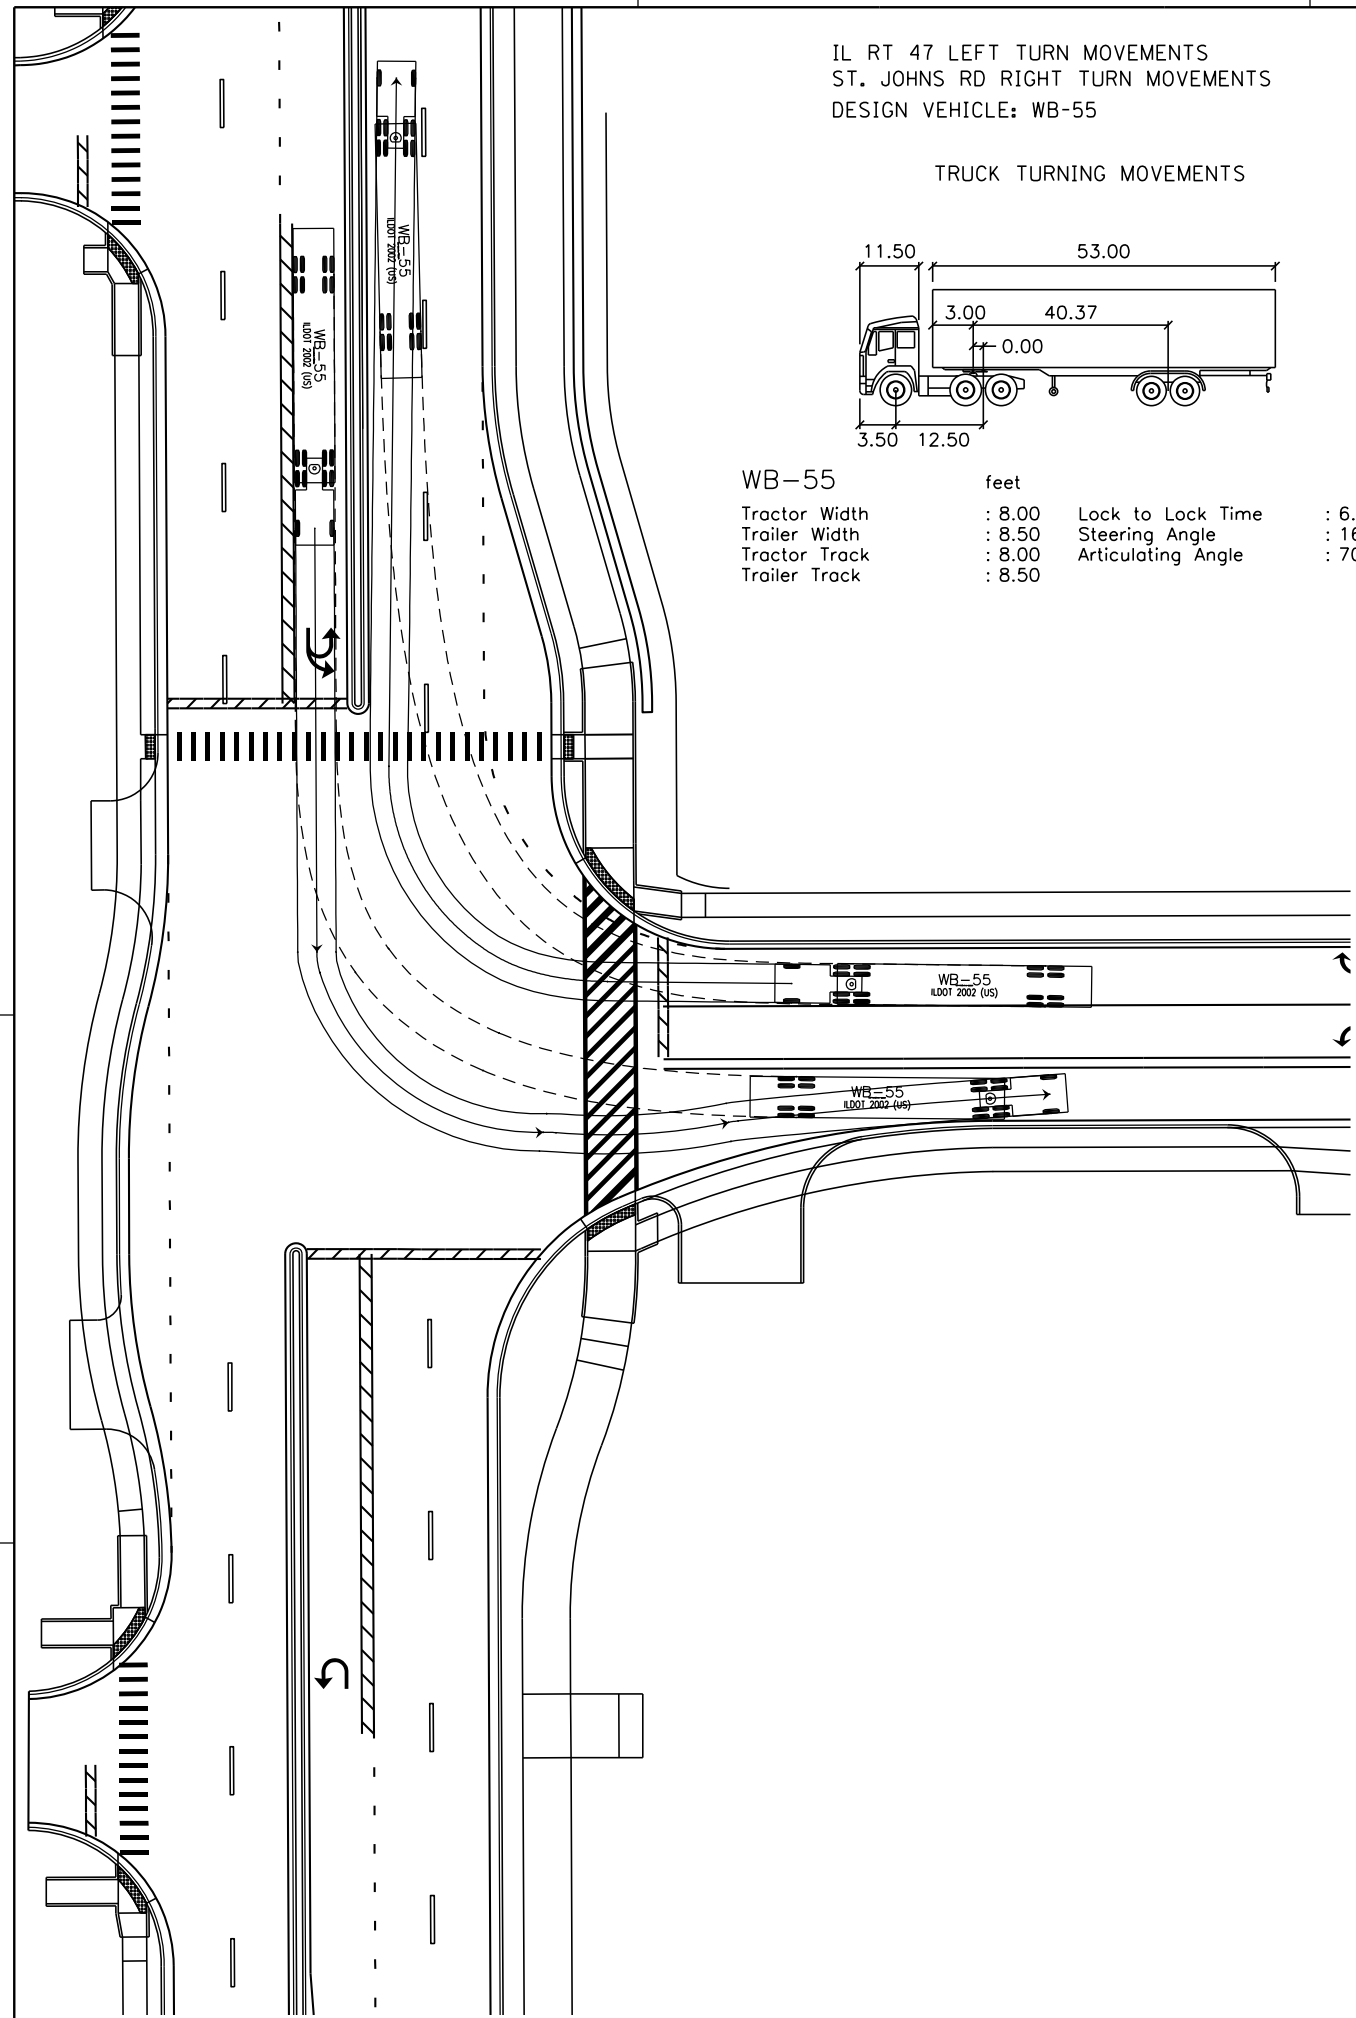 IL RT 47 LEFT TURN MOVEMENTS
ST. JOHNS RD RIGHT TURN MOVEMENTS
DESIGN VEHICLE: WB-55
TRUCK TURNING MOVEMENTS
11.50 53.00
3.00 40.37
0.00
3.50 12.50
WB-55 feet
Tractor Width : 8.00 Lock to Lock Time : 6.
Trailer Width : 8.50 Steering Angle : 16
Tractor Track : 8.00 Articulating Angle : 70
Trailer Track : 8.50
WB-55
ILDOT 2002 (US)
WB-55
ILDOT 2002 (US)
WB-55
ILDOT 2002 (US)
WB-55
ILDOT 2002 (US)